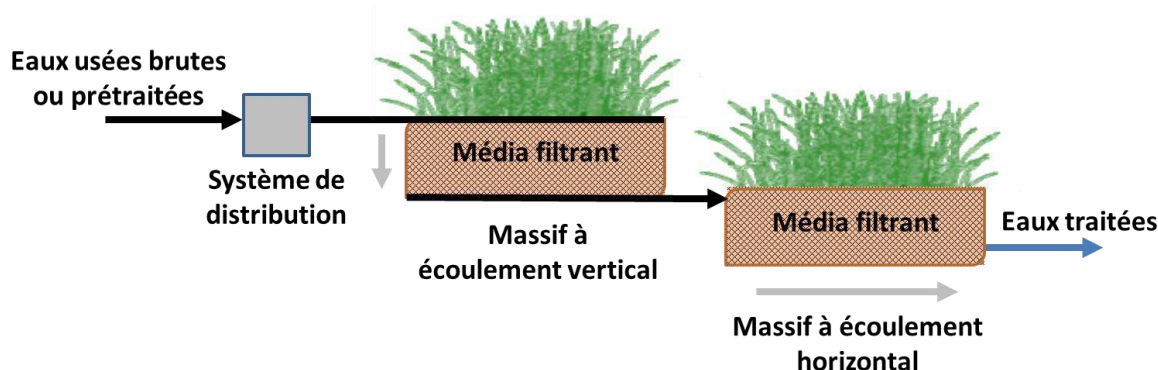 Eaux usées brutes
ou prétraitées
Système de
distribution
Média filtrant
Massif à
écoulement vertical
Média filtrant
Eaux traitées
Massif à écoulement
horizontal